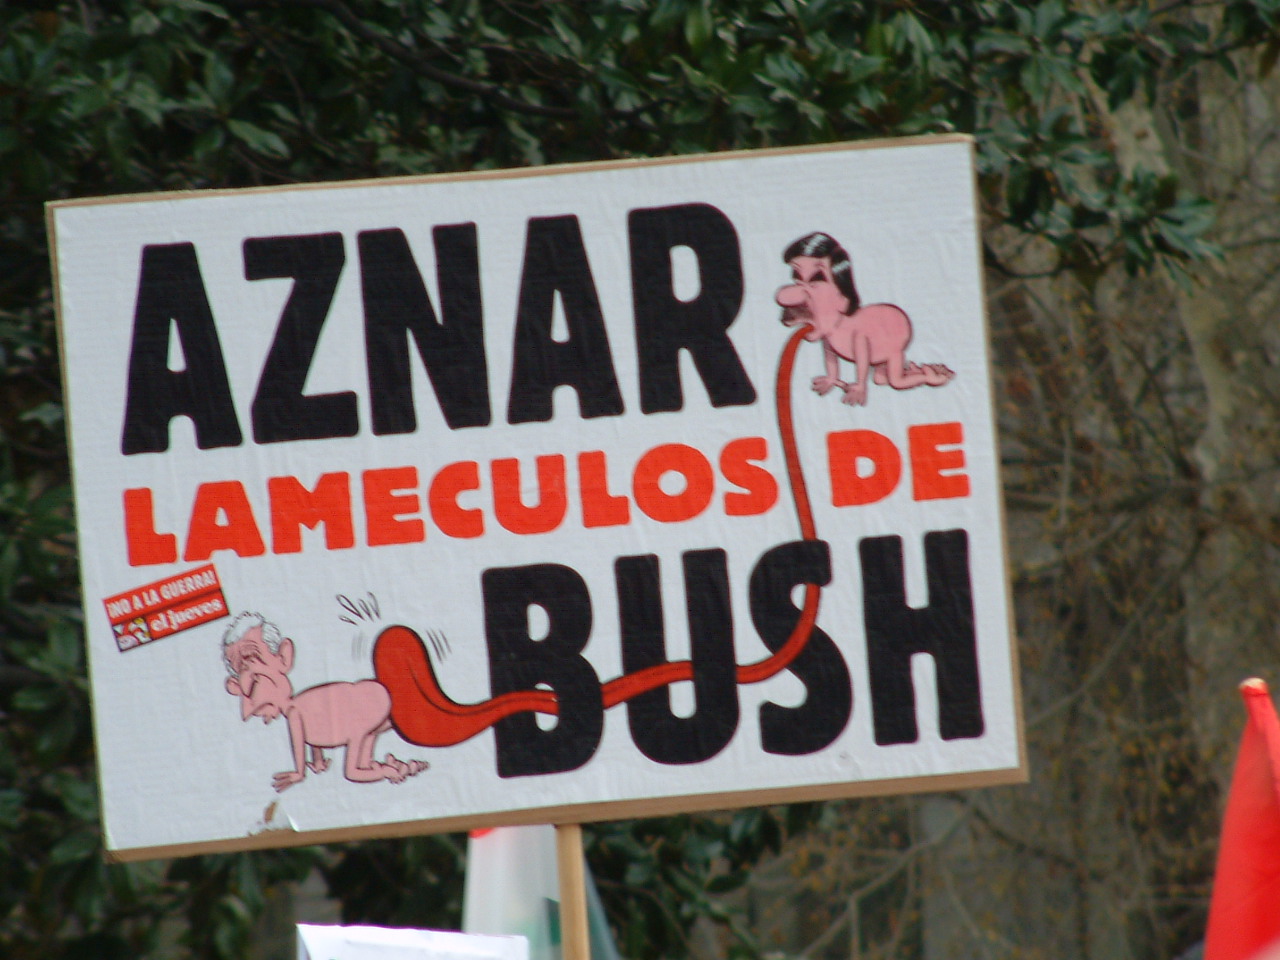 AZNAR
LAMECULOS DE
BUSH
¡NO A LA GUERRA!
el jueves